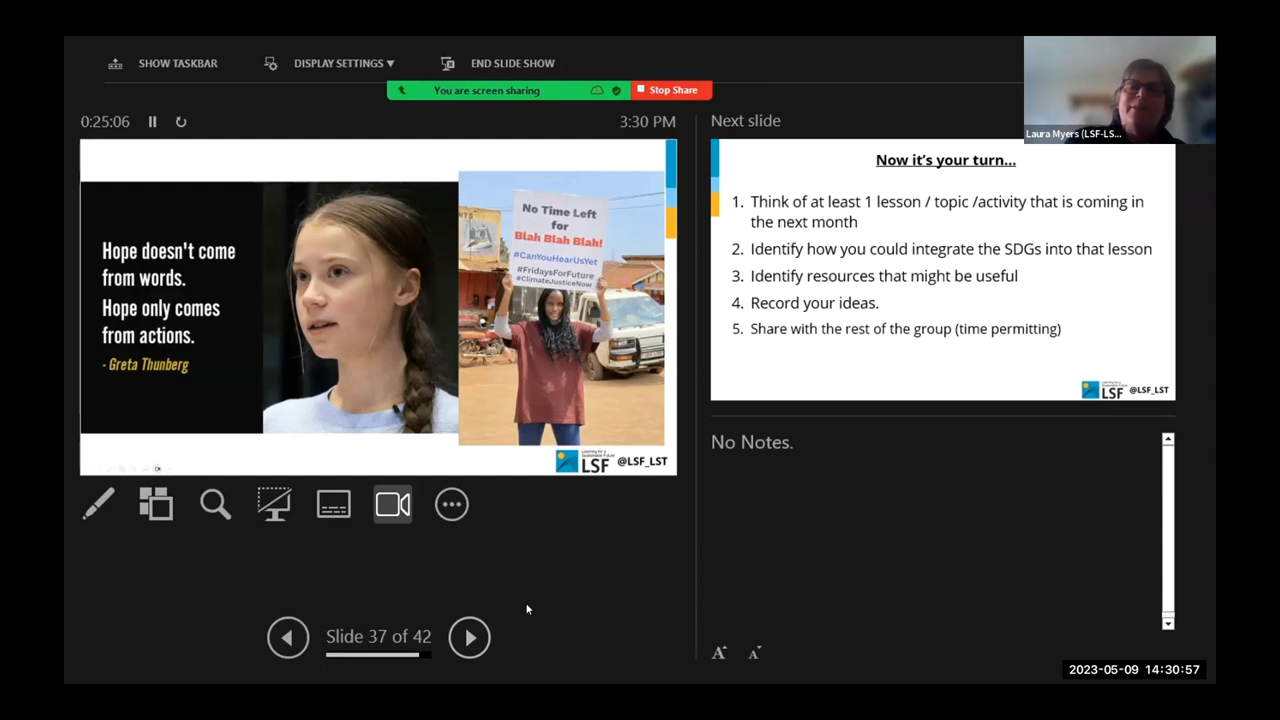 SHOW TASKBAR
DISPLAY SETTINGS ▾
END SLIDE SHOW
You are screen sharing
Stop Share
Laura Myers (LSF-LS...
0:25:06
3:30 PM
Next slide
Hope doesn't come
from words.
Hope only comes
from actions.
- Greta Thunberg
No Time Left
for
Blah Blah Blah!
#CanYouHearUsYet
#FridaysForFuture
#ClimateJusticeNow
LSF
@LSF_LST
Now it's your turn...
1. Think of at least 1 lesson / topic /activity that is coming in
the next month
2. Identify how you could integrate the SDGs into that lesson
3. Identify resources that might be useful
4. Record your ideas.
5. Share with the rest of the group (time permitting)
LSF
@LSF_LST
No Notes.
Slide 37 of 42
A A
2023-05-09 14:30:57